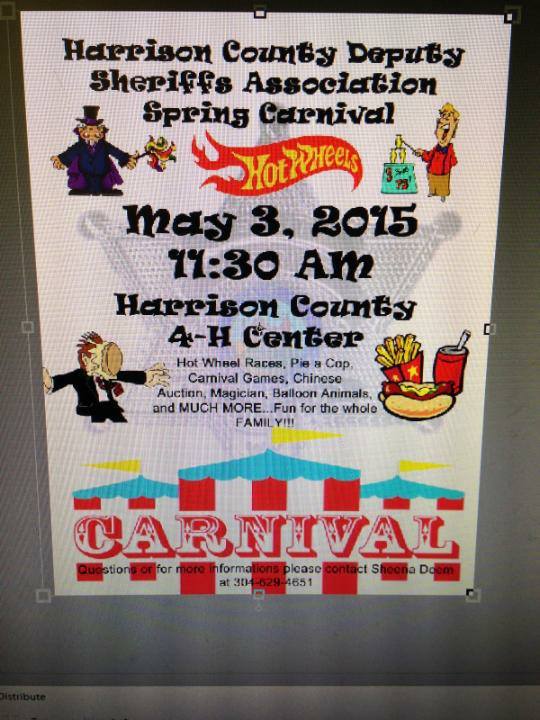 Harrison County Deputy
Sheriffs Association
Spring Carnival
Hot Wheels
May 3, 2015
11:30 AM
Harrison County
4-H Center
Hot Wheel Races, Pie a Cop,
Carnival Games, Chinese
Auction, Magician, Balloon Animals,
and MUCH MORE...Fun for the whole
FAMILY!!!
CARNIVAL
Questions or for more informations please contact Sheena Deem
at 304-629-4651
Distribute